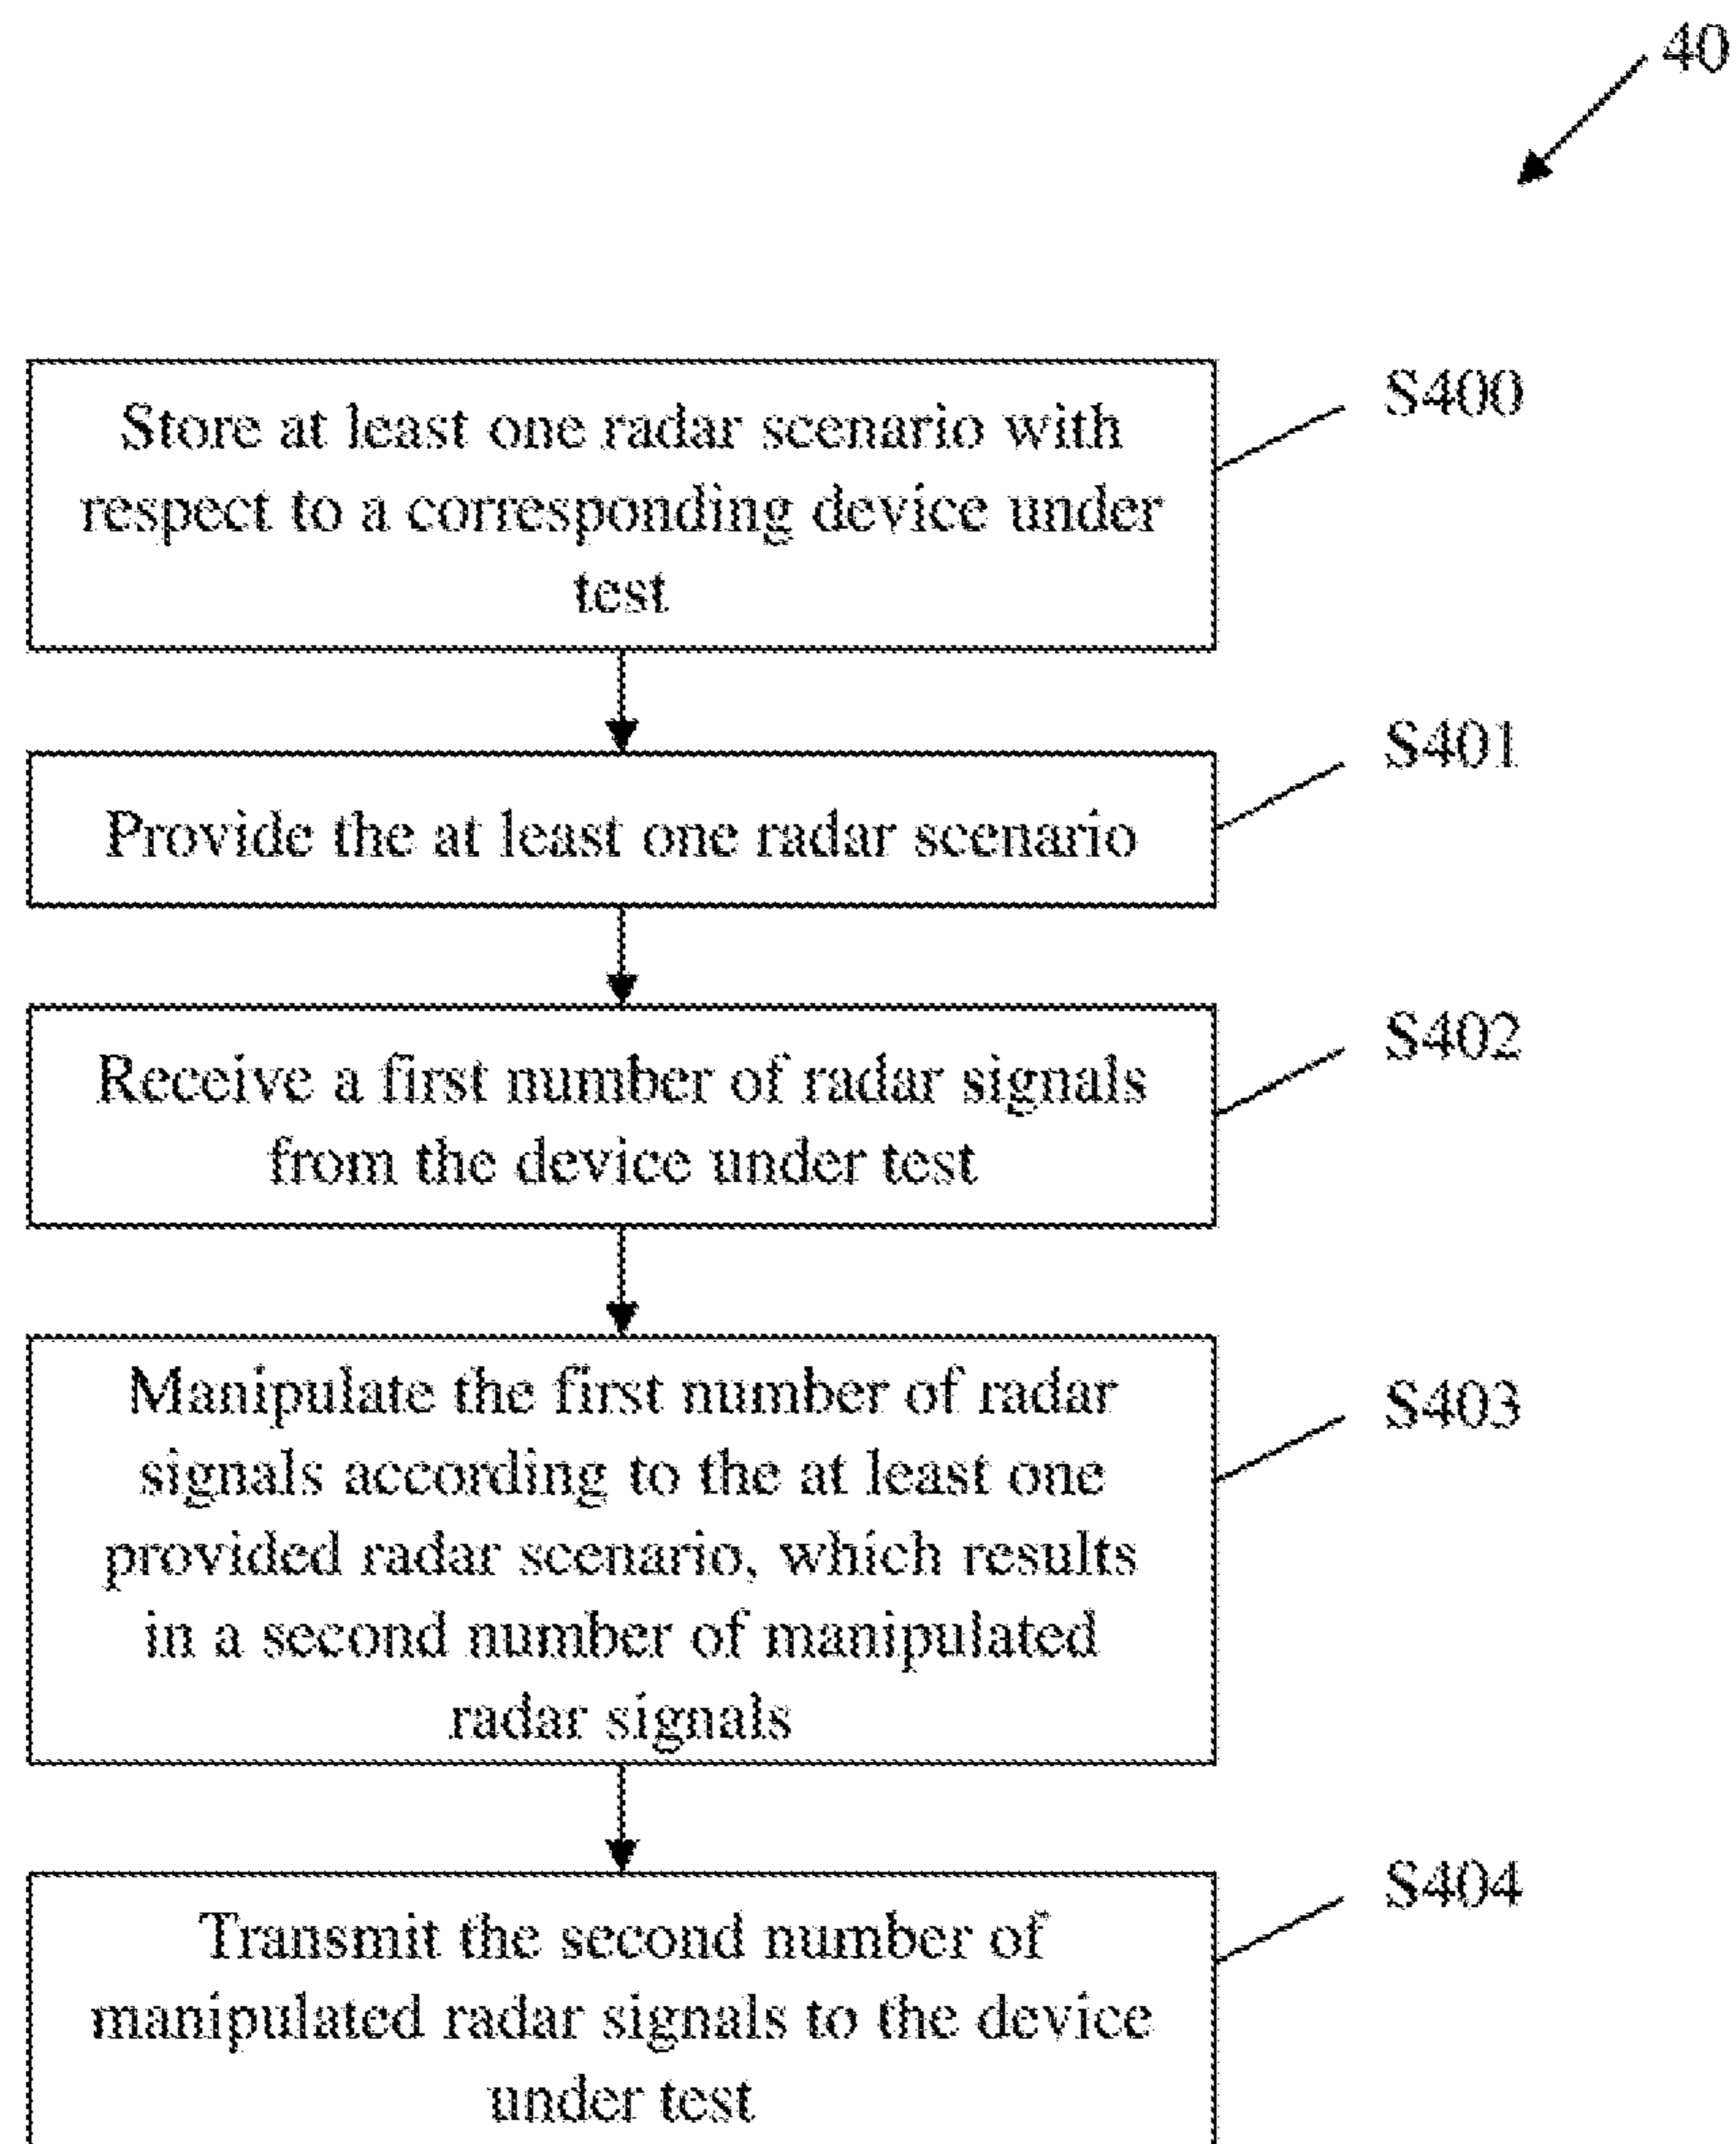 40
S400
Store at least one radar scenario with
respect to a corresponding device under
test
S401
Provide the at least one radar scenario
S402
Receive a first number of radar signals
from the device under test
S403
Manipulate the first number of radar
signals according to the at least one
provided radar scenario, which results
in a second number of manipulated
radar signals
S404
Transmit the second number of
manipulated radar signals to the device
under test